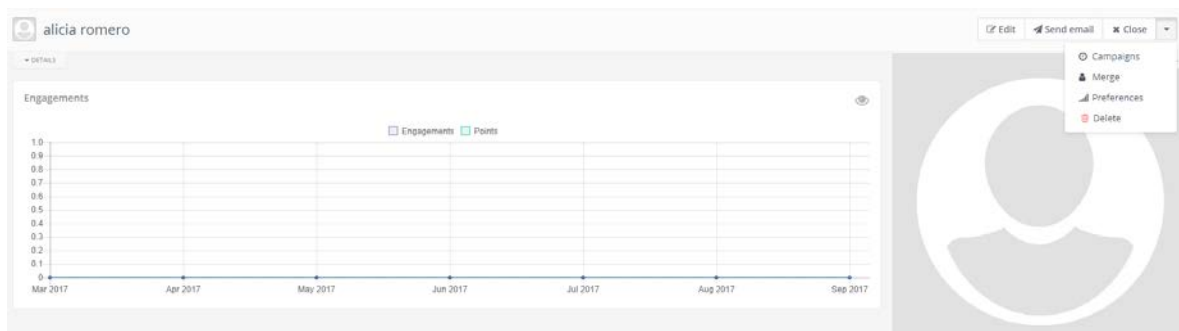 alicia romero
Edit Send email Close
DETAILS
Campaigns
Merge
Preferences
Delete
Engagements
Engagements Points
1.0
0.9
0.8
0.7
0.6
0.5
0.4
0.3
0.2
0.1
0
Mar 2017 Apr 2017 May 2017 Jun 2017 Jul 2017 Aug 2017 Sep 2017